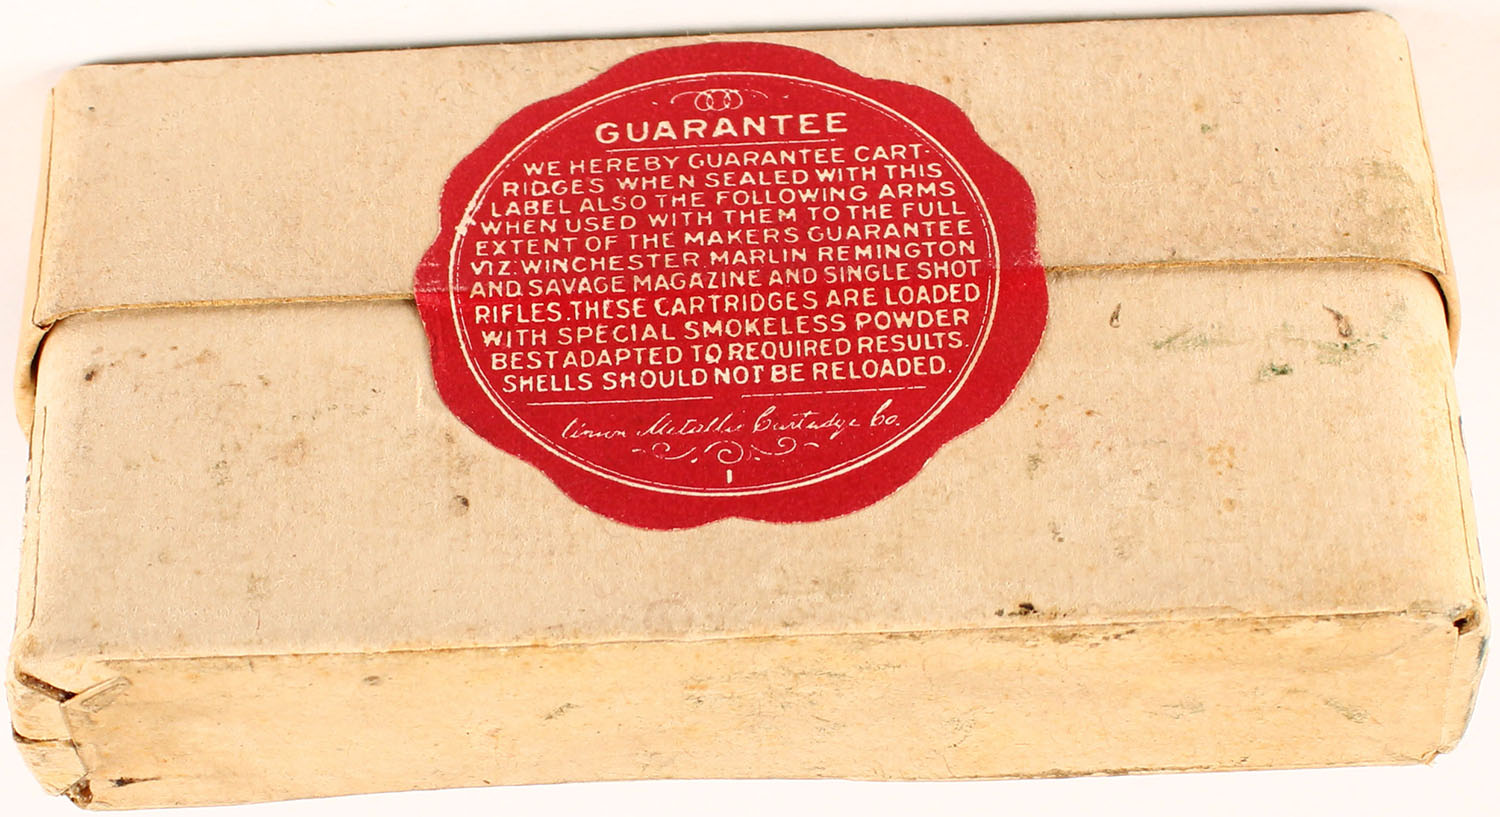 GUARANTEE
WE HEREBY GUARANTEE CART-
RIDGES WHEN SEALED WITH THIS
LABEL ALSO THE FOLLOWING ARMS
WHEN USED WITH THEM TO THE FULL
EXTENT OF THE MAKERS GUARANTEE
VIZ: WINCHESTER MARLIN REMINGTON
AND SAVAGE MAGAZINE AND SINGLE SHOT
RIFLES. THESE CARTRIDGES ARE LOADED
WITH SPECIAL SMOKELESS POWDER
BEST ADAPTED TO REQUIRED RESULTS.
SHELLS SHOULD NOT BE RELOADED.
Union Metallic Cartridge Co.
1